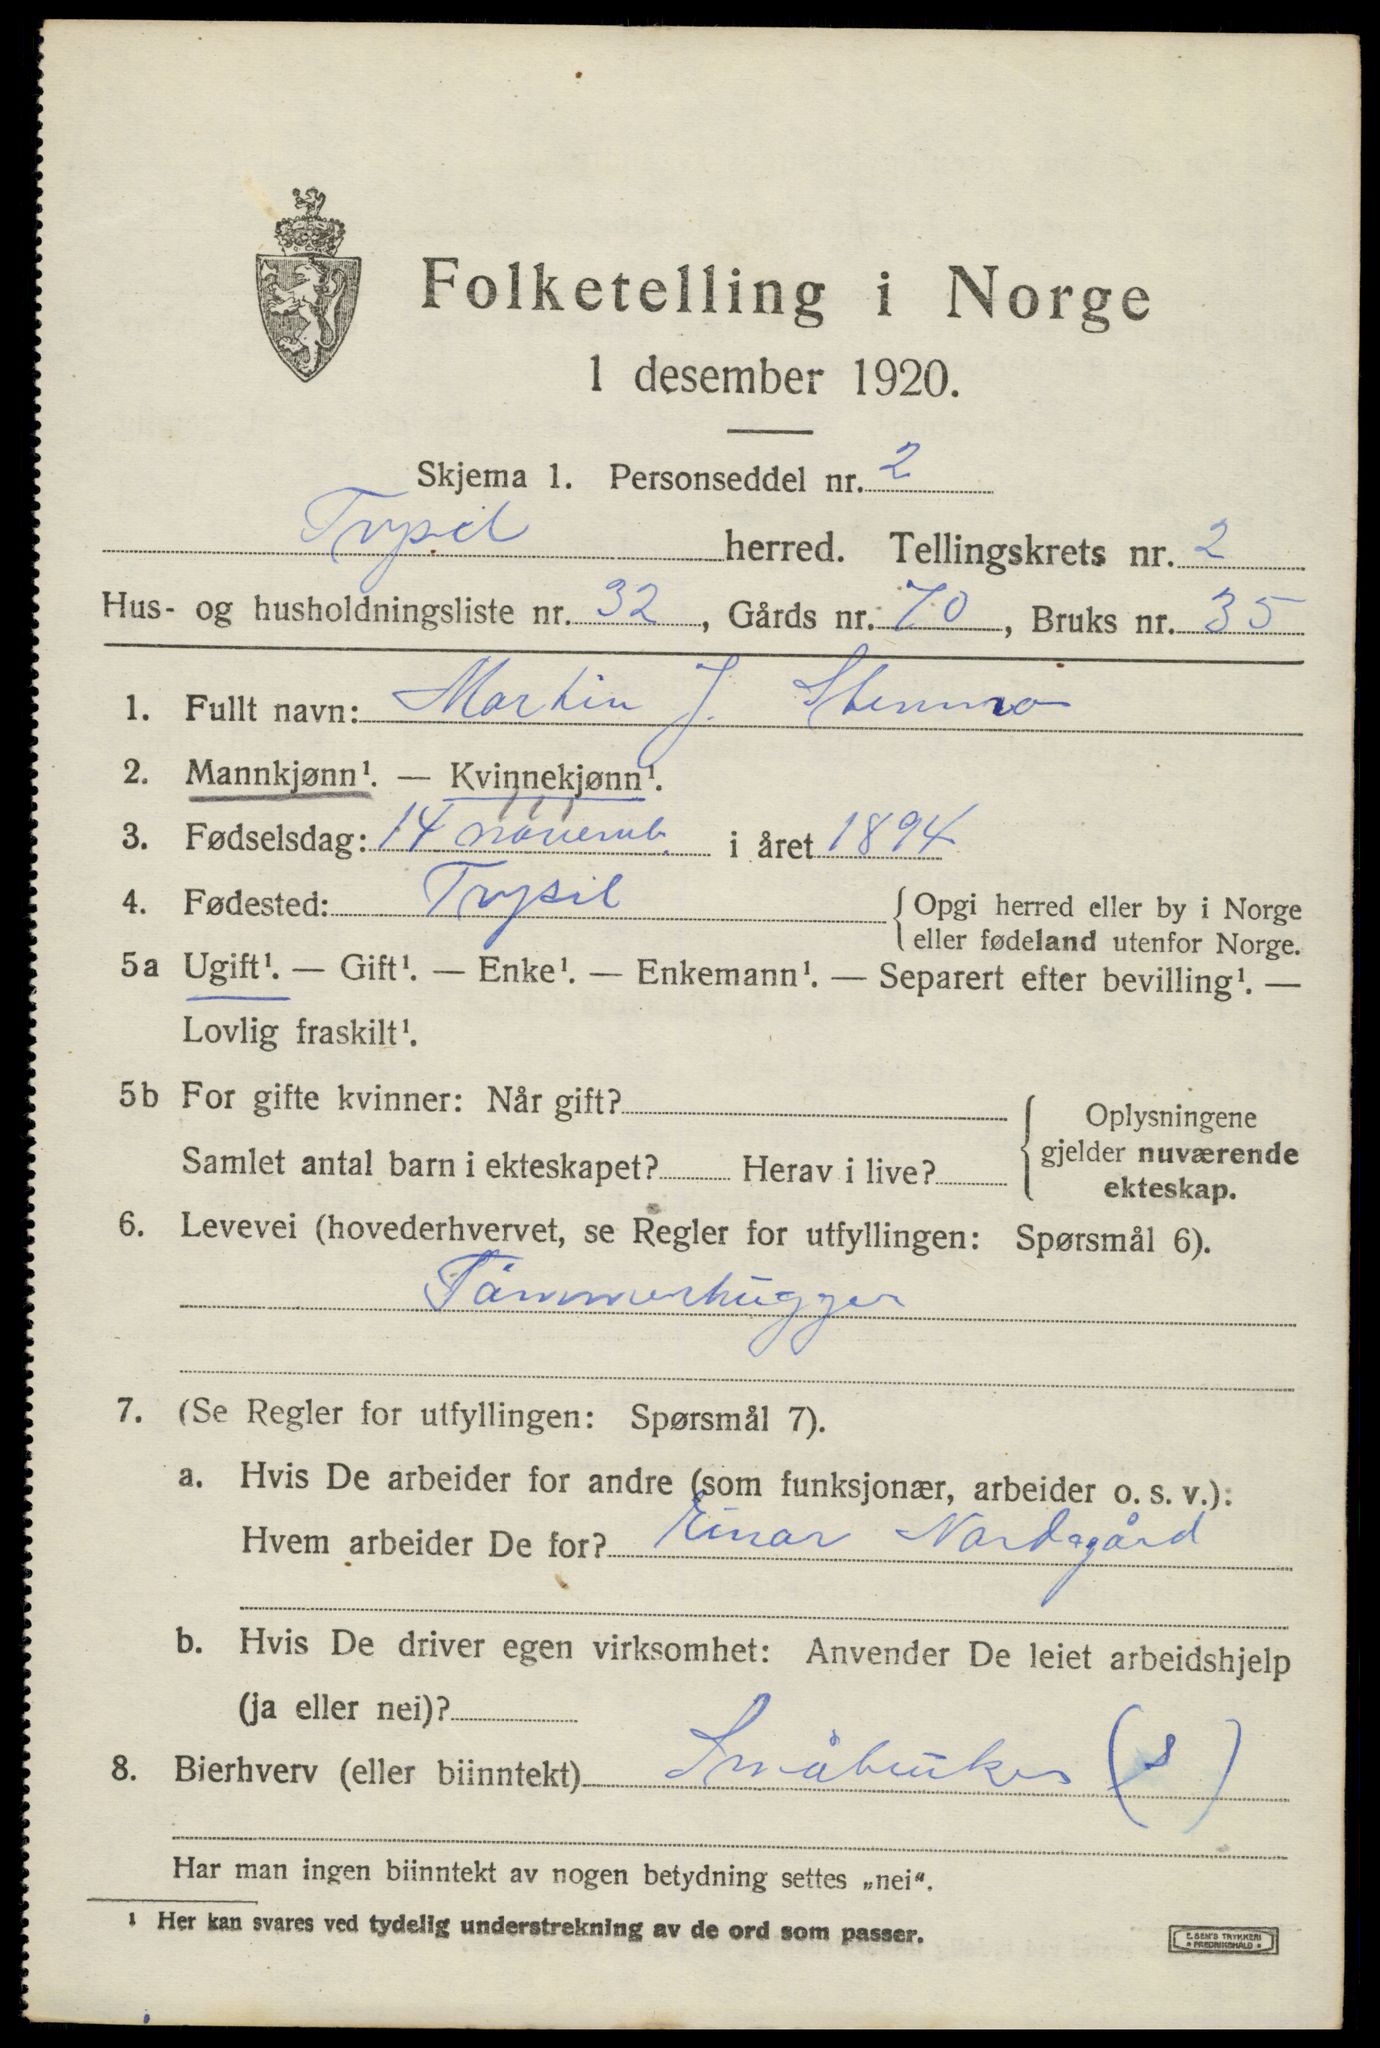 Folketelling i Norge
1 desember 1920.
Skjema 1. Personseddel nr. 2
Trysil herred. Tellingskrets nr. 2
Hus- og husholdningsliste nr. 32, Gårds nr. 70, Bruks nr. 35
1. Fullt navn: Martin J. Stenmo
2. Mannkjønn¹. — Kvinnekjønn¹.
3. Fødselsdag: 14 novemb. i året 1894
4. Fødested: Trysil { Opgi herred eller by i Norge
eller fødeland utenfor Norge.
5a Ugift¹. — Gift¹. — Enke¹. — Enkemann¹. — Separert efter bevilling¹. —
Lovlig fraskilt¹.
5b For gifte kvinner: Når gift? { Oplysningene
gjelder nuværende
Samlet antal barn i ekteskapet? Herav i live?
ekteskap.
6. Levevei (hovederhvervet, se Regler for utfyllingen: Spørsmål 6).
Tømmerhugger
7. (Se Regler for utfyllingen: Spørsmål 7).
a. Hvis De arbeider for andre (som funksjonær, arbeider o. s. v.):
Hvem arbeider De for? Einar Nordgård
b. Hvis De driver egen virksomhet: Anvender De leiet arbeidshjelp
(ja eller nei)?
8. Bierhverv (eller biinntekt) Småbruker (s)
Har man ingen biinntekt av nogen betydning settes „nei“.
¹ Her kan svares ved tydelig understrekning av de ord som passer.
E. SEM'S TRYKKERI
• FREDRIKSHALD •